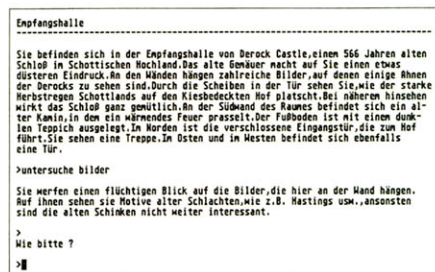 Empfangshalle
Sie befinden sich in der Empfangshalle von Derock Castle,einem 566 Jahren alten
Schloß im Schottischen Hochland.Das alte Gemäuer macht auf Sie einen etwas
düsteren Eindruck.An den Wänden hängen zahlreiche Bilder,auf denen einige Ahnen
der Derocks zu sehen sind.Durch die Scheiben in der Tür sehen Sie,wie der starke
Herbstregen Schottlands auf den Kiesbedeckten Hof platscht.Bei näherem hinsehen
wirkt das Schloß ganz gemütlich.An der Südwand des Raumes befindet sich ein al-
ter Kamin,in dem ein wärmendes Feuer prasselt.Der Fußboden ist mit einem dunk-
len Teppich ausgelegt.Im Norden ist die verschlossene Eingangstür,die zum Hof
führt.Sie sehen eine Treppe.Im Osten und im Westen befindet sich ebenfalls
eine Tür.
>untersuche bilder
Sie werfen einen flüchtigen Blick auf die Bilder,die hier an der Wand hängen.
Auf ihnen sehen sie Motive alter Schlachten,wie z.B. Hastings usw.,ansonsten
sind die alten Schinken nicht weiter interessant.
>
Wie bitte ?
>